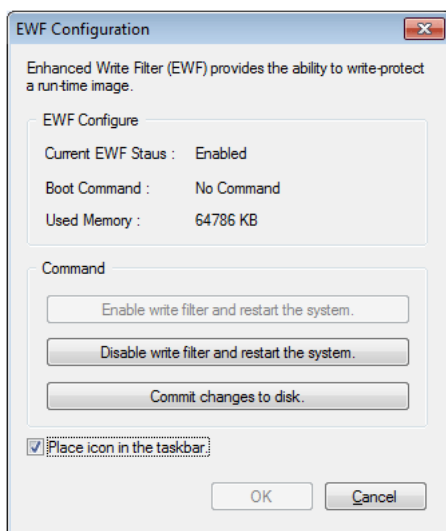 EWF Configuration
Enhanced Write Filter (EWF) provides the ability to write-protect
a run-time image.
EWF Configure
Current EWF Staus : Enabled
Boot Command : No Command
Used Memory : 64786 KB
Command
Enable write filter and restart the system.
Disable write filter and restart the system.
Commit changes to disk.
Place icon in the taskbar.
OK Cancel